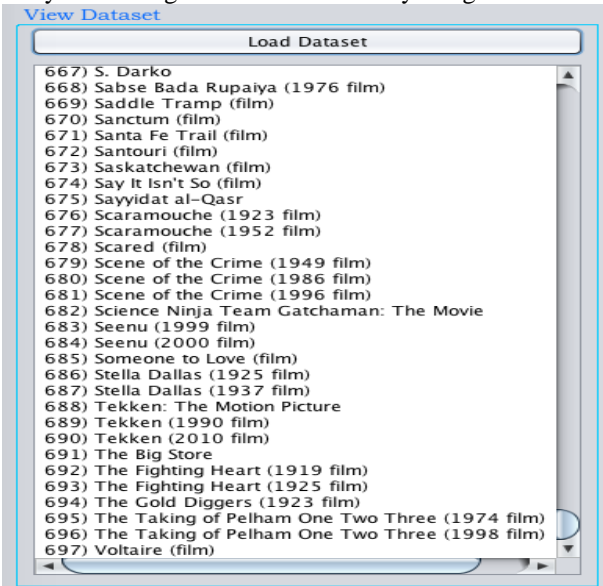 View Dataset
Load Dataset
667) S. Darko
668) Sabse Bada Rupaiya (1976 film)
669) Saddle Tramp (film)
670) Sanctum (film)
671) Santa Fe Trail (film)
672) Santouri (film)
673) Saskatchewan (film)
674) Say It Isn't So (film)
675) Sayyidat al-Qasr
676) Scaramouche (1923 film)
677) Scaramouche (1952 film)
678) Scared (film)
679) Scene of the Crime (1949 film)
680) Scene of the Crime (1986 film)
681) Scene of the Crime (1996 film)
682) Science Ninja Team Gatchaman: The Movie
683) Seenu (1999 film)
684) Seenu (2000 film)
685) Someone to Love (film)
686) Stella Dallas (1925 film)
687) Stella Dallas (1937 film)
688) Tekken: The Motion Picture
689) Tekken (1990 film)
690) Tekken (2010 film)
691) The Big Store
692) The Fighting Heart (1919 film)
693) The Fighting Heart (1925 film)
694) The Gold Diggers (1923 film)
695) The Taking of Pelham One Two Three (1974 film)
696) The Taking of Pelham One Two Three (1998 film)
697) Voltaire (film)